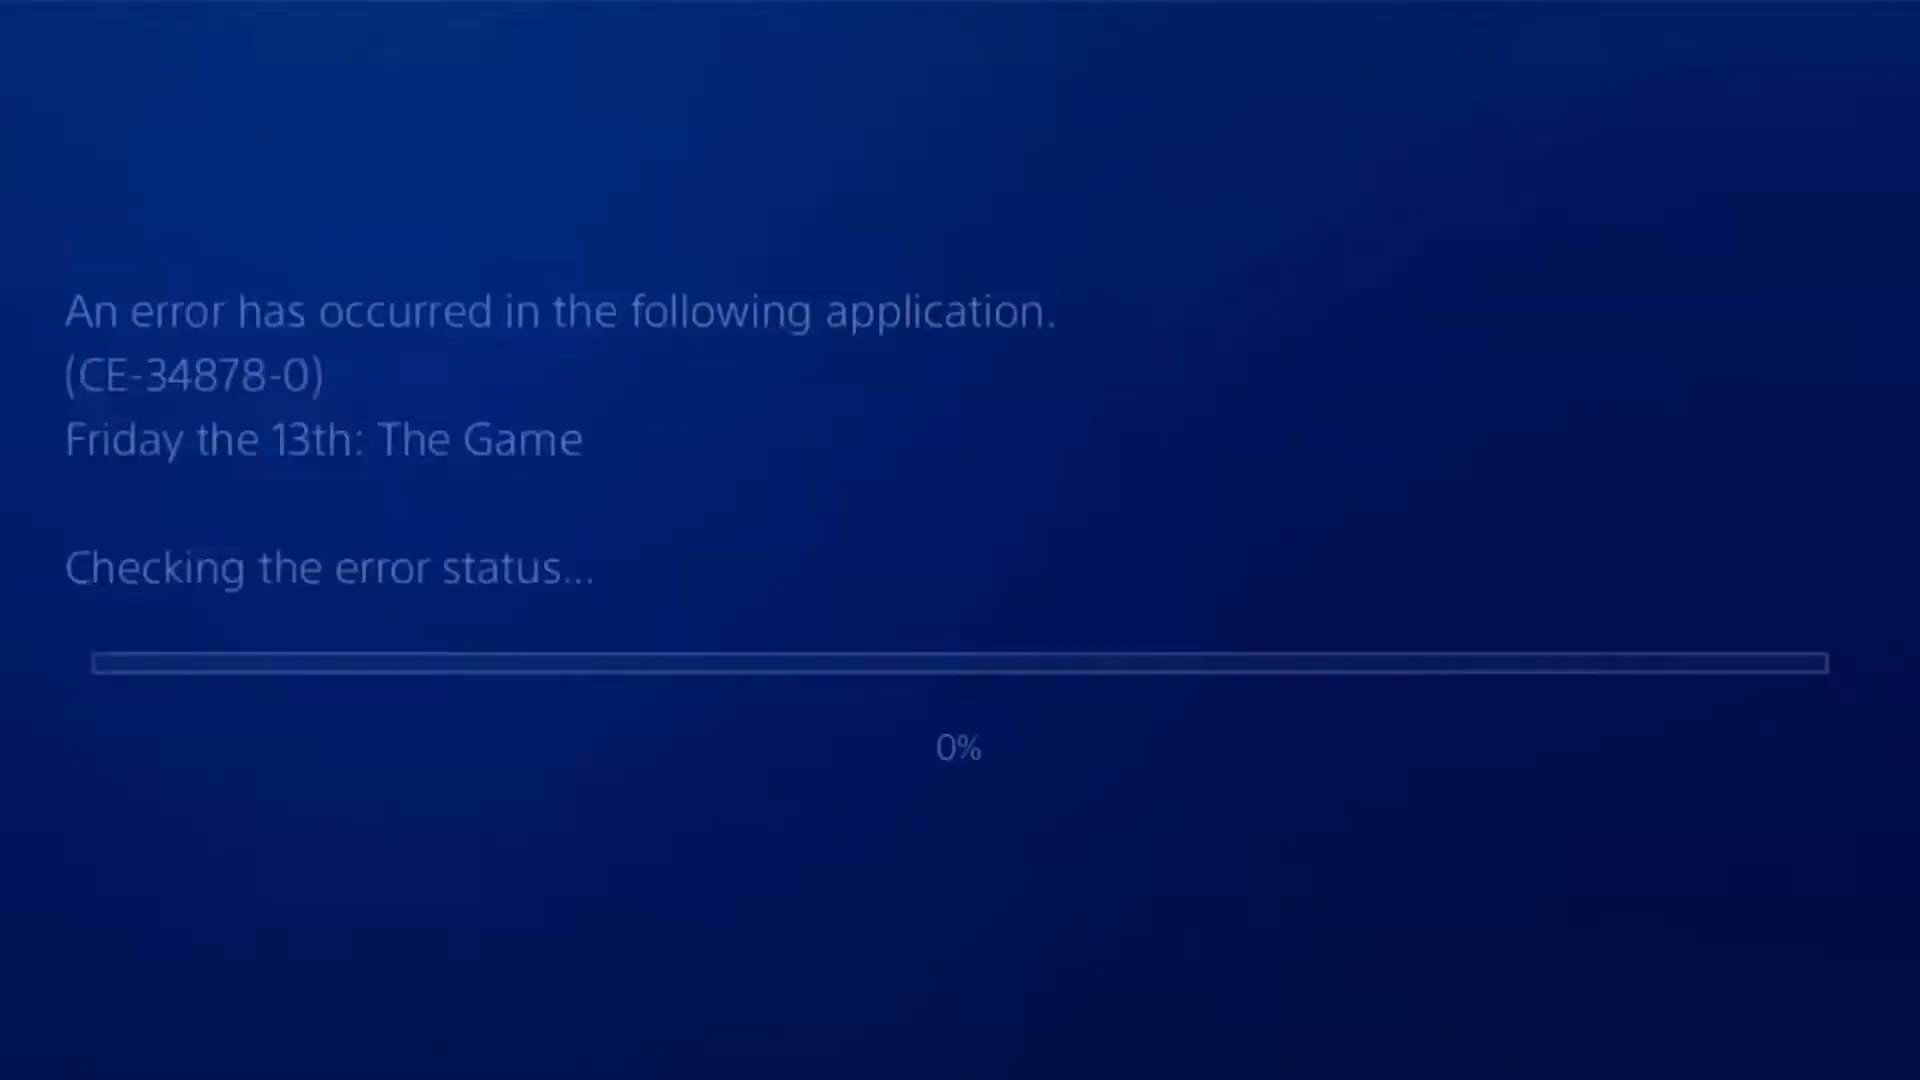 An error has occurred in the following application.
(CE-34878-0)
Friday the 13th: The Game
Checking the error status...
0%